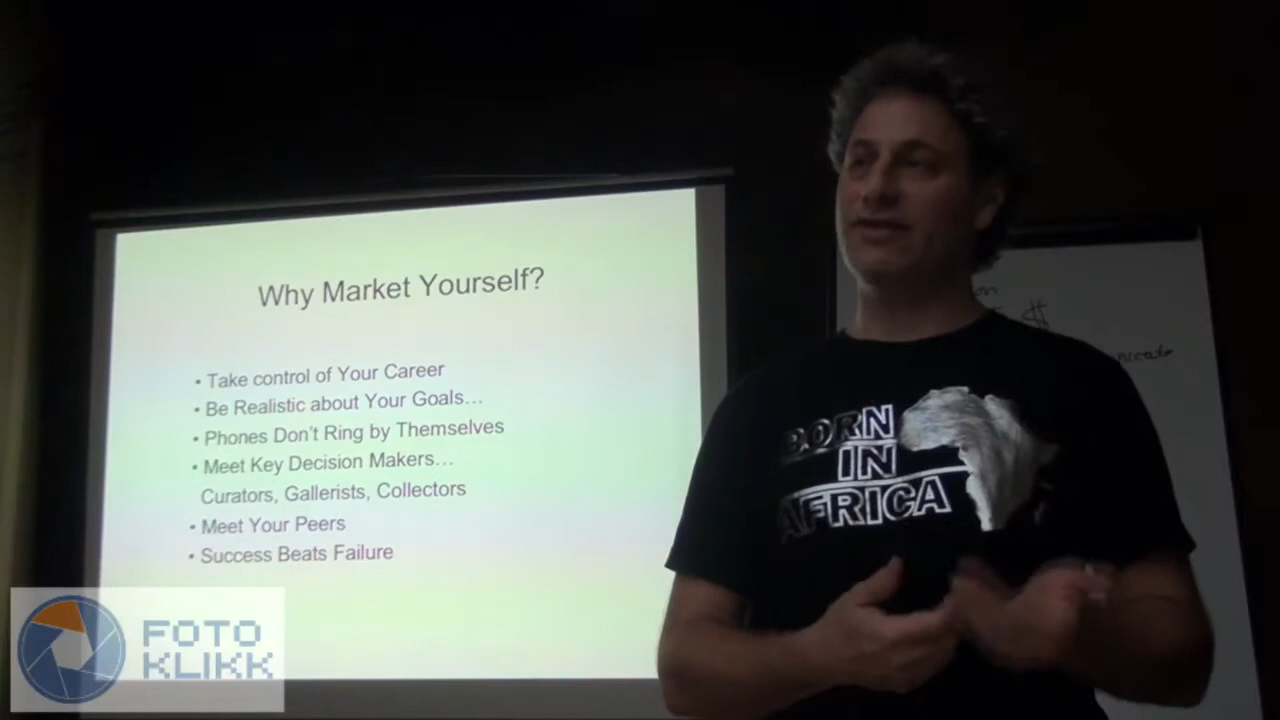 Why Market Yourself?
• Take control of Your Career
• Be Realistic about Your Goals…
• Phones Don't Ring by Themselves
• Meet Key Decision Makers…
Curators, Gallerists, Collectors
• Meet Your Peers
• Success Beats Failure
BORN
IN
AFRICA
$
FOTO
KLIKK